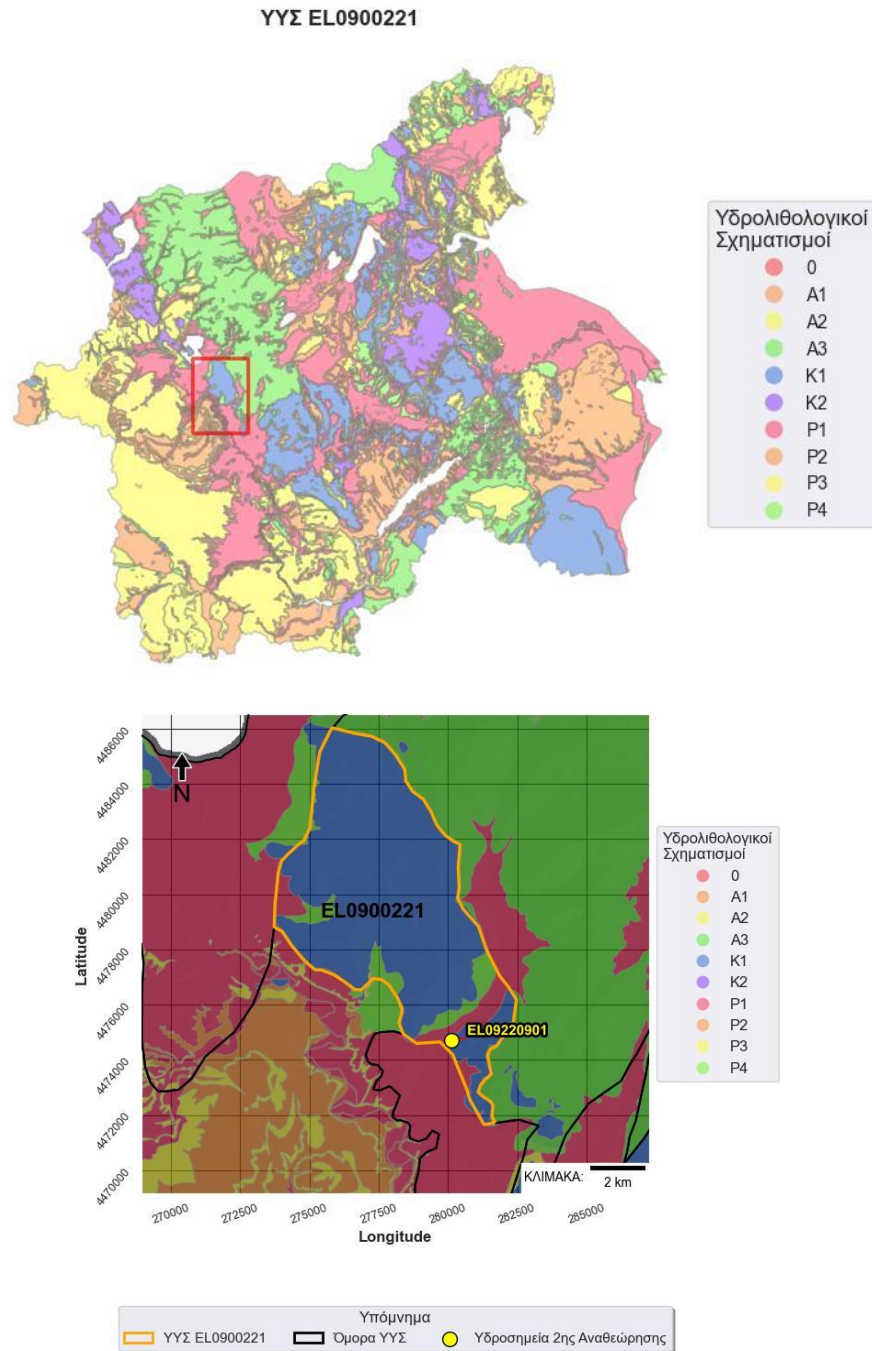 ΥΥΣ EL0900221
Υδρολιθολογικοί
Σχηματισμοί
0
A1
A2
A3
K1
K2
P1
P2
P3
P4
4486000
4484000
4482000
4480000
4478000
4476000
4474000
4472000
4470000
Latitude
N
EL0900221
EL09220901
ΚΛΙΜΑΚΑ:
2 km
270000
272500
275000
277500
280000
282500
285000
Longitude
Υδρολιθολογικοί
Σχηματισμοί
0
A1
A2
A3
K1
K2
P1
P2
P3
P4
Υπόμνημα
ΥΥΣ EL0900221 Όμορα ΥΥΣ Υδροσημεία 2ης Αναθεώρησης